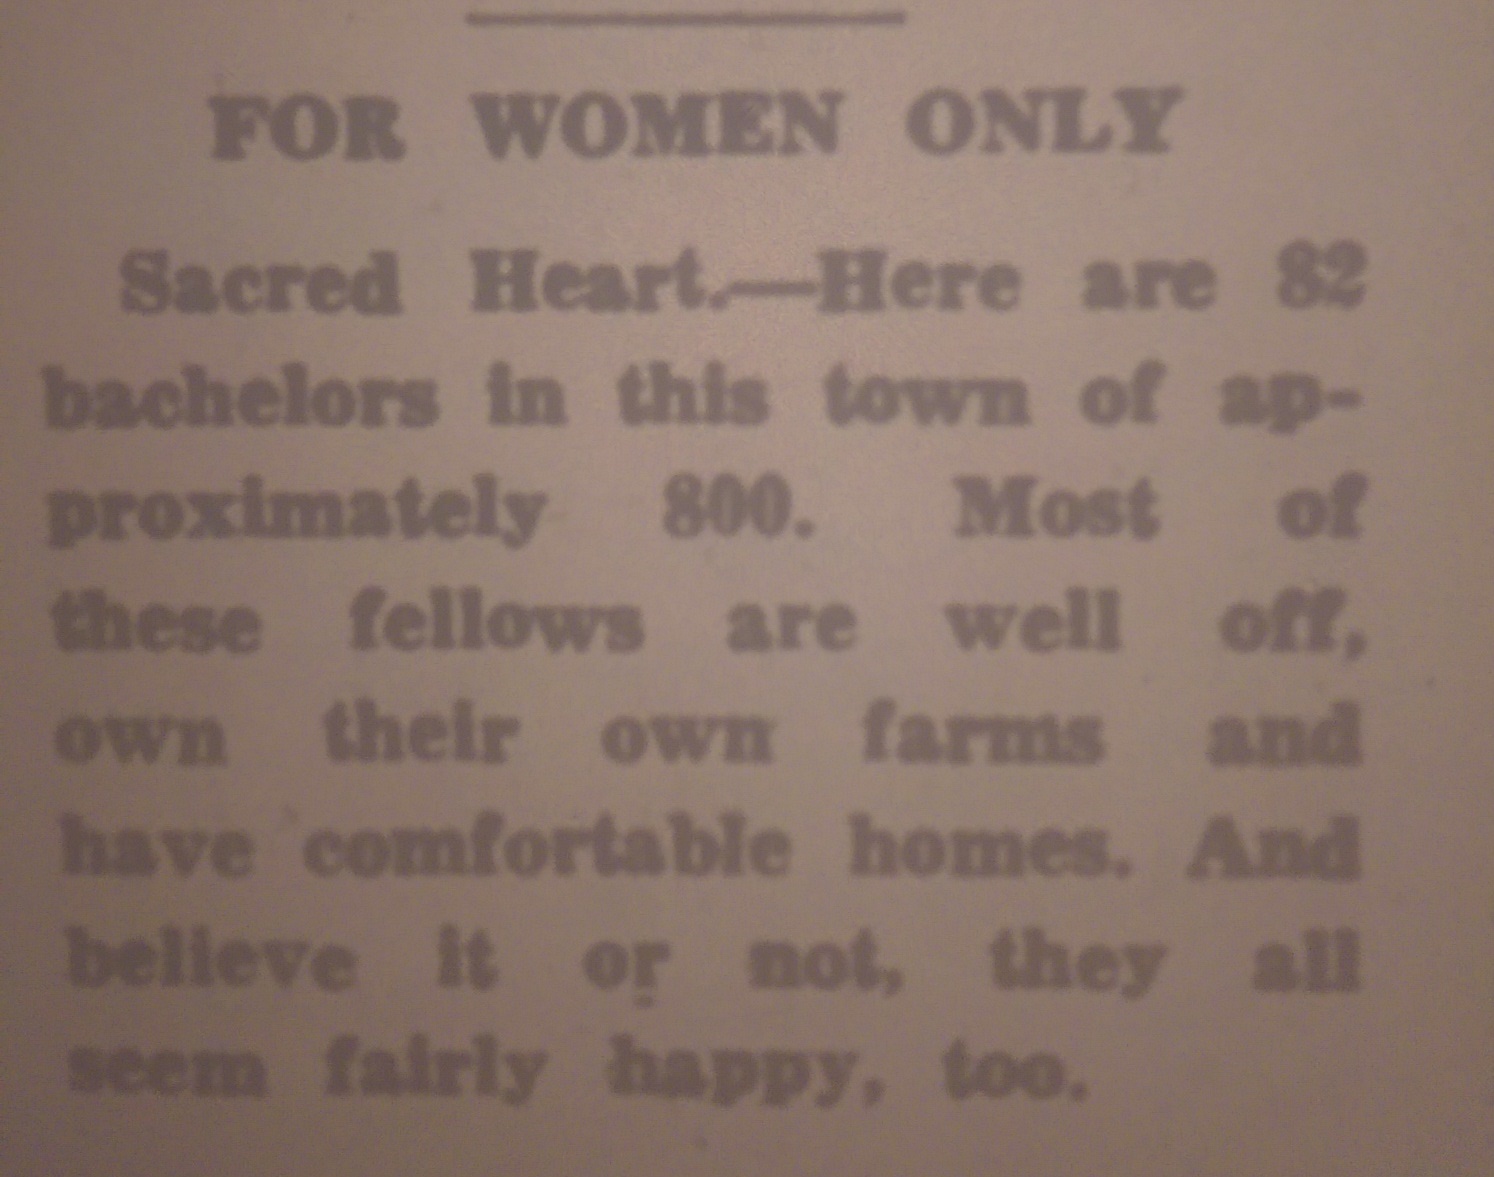 FOR WOMEN ONLY
Sacred Heart.—Here are 82
bachelors in this town of ap-
proximately 800. Most of
these fellows are well off,
own their own farms and
have comfortable homes. And
believe it or not, they all
seem fairly happy, too.